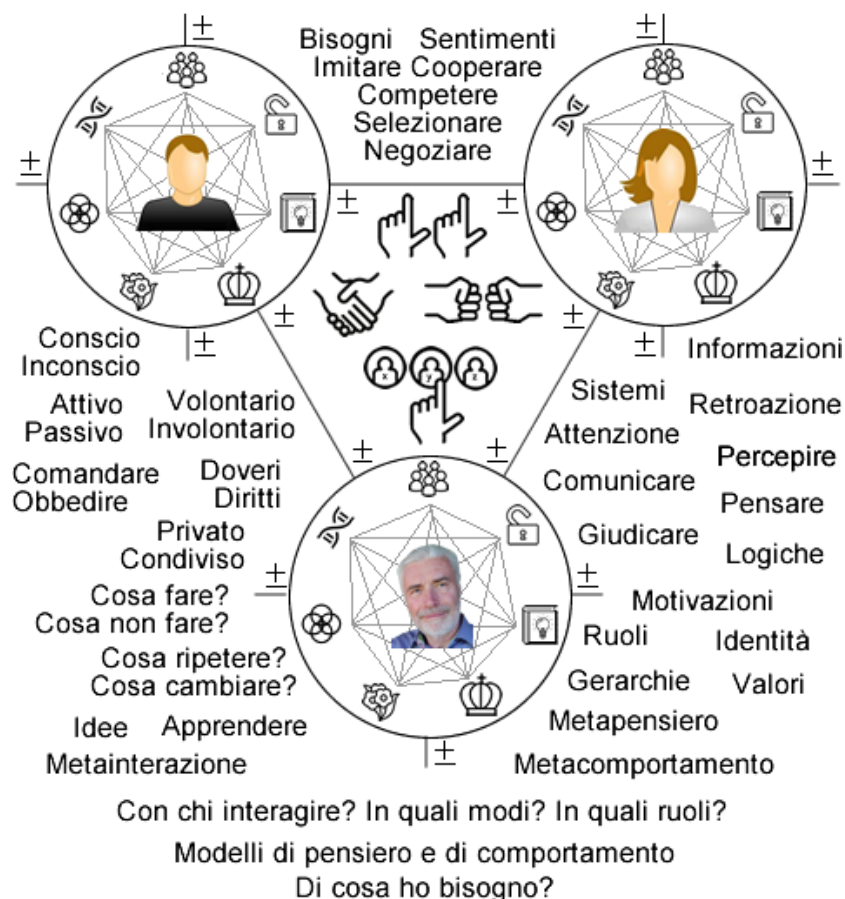 Bisogni Sentimenti
Imitare Cooperare
Competere
Selezionare
Negoziare
±
±
±
±
±
±
±
±
±
±
x y z
Conscio
Inconscio
Attivo
Passivo
Volontario
Involontario
Comandare
Obbedire
Doveri
Diritti
Privato
Condiviso
Cosa fare?
Cosa non fare?
Cosa ripetere?
Cosa cambiare?
Idee Apprendere
Metainterazione
Informazioni
Sistemi
Retroazione
Attenzione
Percepire
Comunicare
Pensare
Giudicare
Logiche
Motivazioni
Ruoli
Identità
Gerarchie
Valori
Metapensiero
Metacomportamento
±
±
±
±
±
Con chi interagire? In quali modi? In quali ruoli?
Modelli di pensiero e di comportamento
Di cosa ho bisogno?